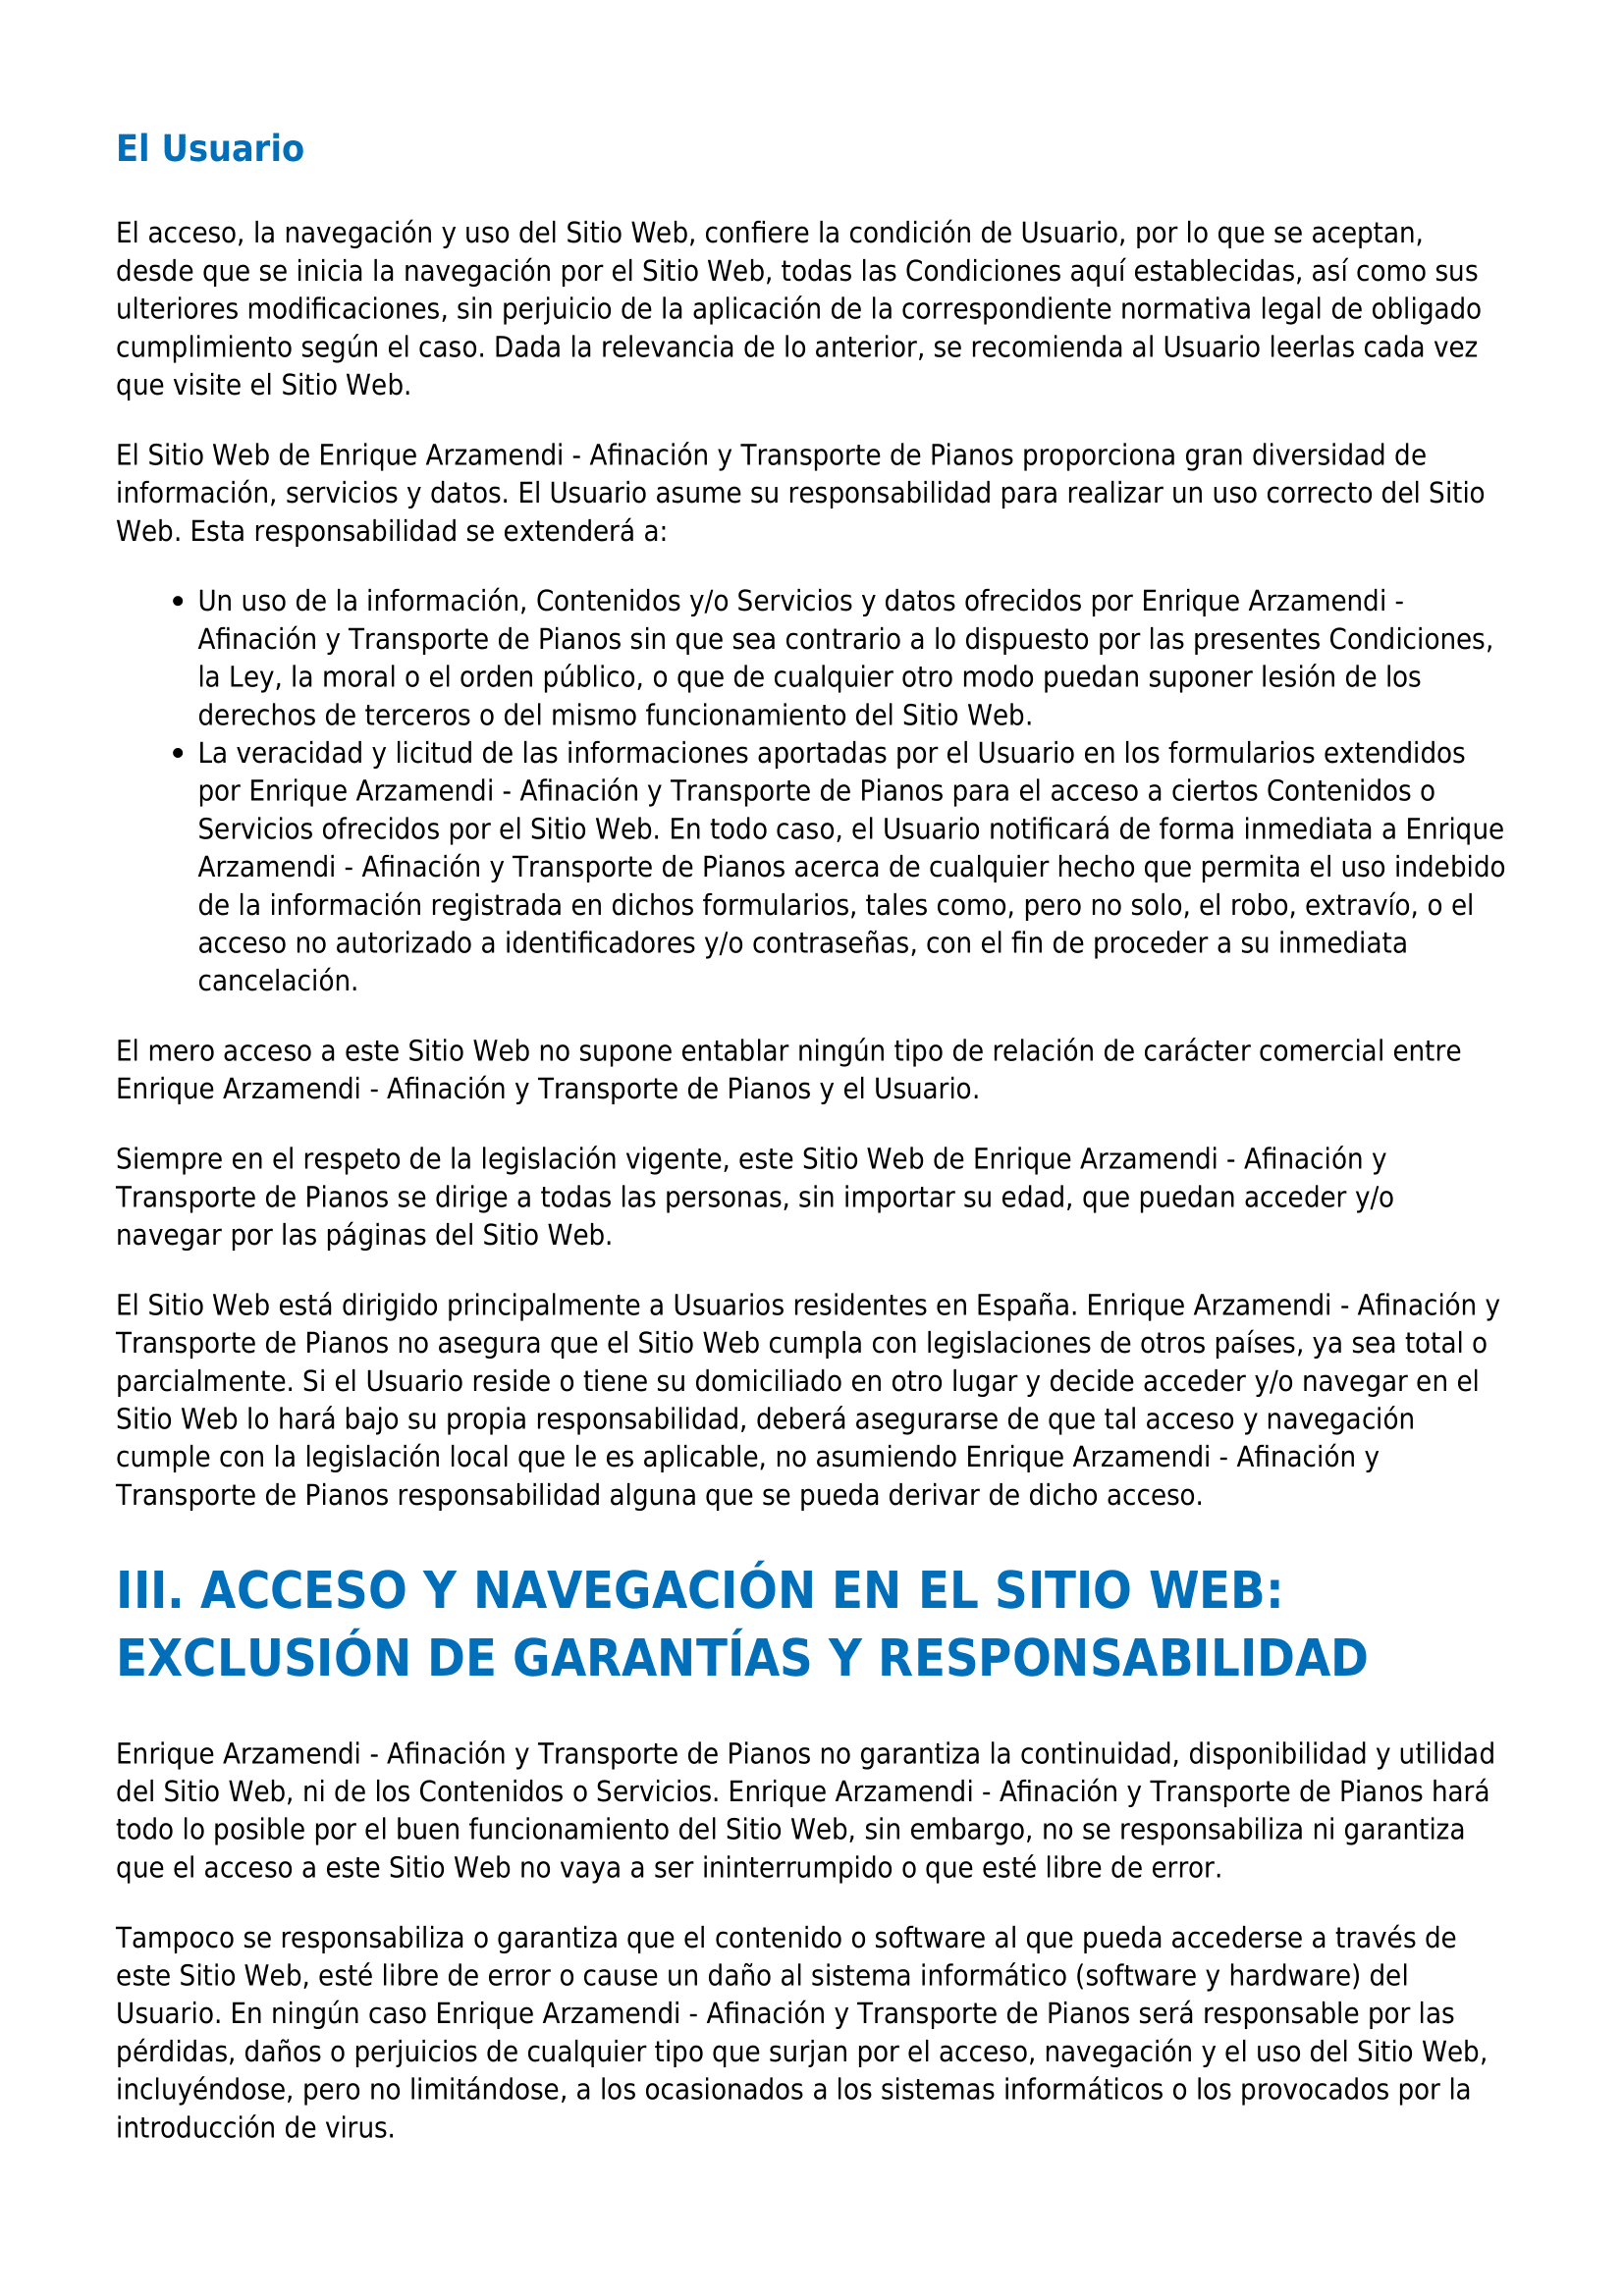 El Usuario
El acceso, la navegación y uso del Sitio Web, confiere la condición de Usuario, por lo que se aceptan,
desde que se inicia la navegación por el Sitio Web, todas las Condiciones aquí establecidas, así como sus
ulteriores modificaciones, sin perjuicio de la aplicación de la correspondiente normativa legal de obligado
cumplimiento según el caso. Dada la relevancia de lo anterior, se recomienda al Usuario leerlas cada vez
que visite el Sitio Web.
El Sitio Web de Enrique Arzamendi - Afinación y Transporte de Pianos proporciona gran diversidad de
información, servicios y datos. El Usuario asume su responsabilidad para realizar un uso correcto del Sitio
Web. Esta responsabilidad se extenderá a:
• Un uso de la información, Contenidos y/o Servicios y datos ofrecidos por Enrique Arzamendi -
Afinación y Transporte de Pianos sin que sea contrario a lo dispuesto por las presentes Condiciones,
la Ley, la moral o el orden público, o que de cualquier otro modo puedan suponer lesión de los
derechos de terceros o del mismo funcionamiento del Sitio Web.
• La veracidad y licitud de las informaciones aportadas por el Usuario en los formularios extendidos
por Enrique Arzamendi - Afinación y Transporte de Pianos para el acceso a ciertos Contenidos o
Servicios ofrecidos por el Sitio Web. En todo caso, el Usuario notificará de forma inmediata a Enrique
Arzamendi - Afinación y Transporte de Pianos acerca de cualquier hecho que permita el uso indebido
de la información registrada en dichos formularios, tales como, pero no solo, el robo, extravío, o el
acceso no autorizado a identificadores y/o contraseñas, con el fin de proceder a su inmediata
cancelación.
El mero acceso a este Sitio Web no supone entablar ningún tipo de relación de carácter comercial entre
Enrique Arzamendi - Afinación y Transporte de Pianos y el Usuario.
Siempre en el respeto de la legislación vigente, este Sitio Web de Enrique Arzamendi - Afinación y
Transporte de Pianos se dirige a todas las personas, sin importar su edad, que puedan acceder y/o
navegar por las páginas del Sitio Web.
El Sitio Web está dirigido principalmente a Usuarios residentes en España. Enrique Arzamendi - Afinación y
Transporte de Pianos no asegura que el Sitio Web cumpla con legislaciones de otros países, ya sea total o
parcialmente. Si el Usuario reside o tiene su domiciliado en otro lugar y decide acceder y/o navegar en el
Sitio Web lo hará bajo su propia responsabilidad, deberá asegurarse de que tal acceso y navegación
cumple con la legislación local que le es aplicable, no asumiendo Enrique Arzamendi - Afinación y
Transporte de Pianos responsabilidad alguna que se pueda derivar de dicho acceso.
III. ACCESO Y NAVEGACIÓN EN EL SITIO WEB:
EXCLUSIÓN DE GARANTÍAS Y RESPONSABILIDAD
Enrique Arzamendi - Afinación y Transporte de Pianos no garantiza la continuidad, disponibilidad y utilidad
del Sitio Web, ni de los Contenidos o Servicios. Enrique Arzamendi - Afinación y Transporte de Pianos hará
todo lo posible por el buen funcionamiento del Sitio Web, sin embargo, no se responsabiliza ni garantiza
que el acceso a este Sitio Web no vaya a ser ininterrumpido o que esté libre de error.
Tampoco se responsabiliza o garantiza que el contenido o software al que pueda accederse a través de
este Sitio Web, esté libre de error o cause un daño al sistema informático (software y hardware) del
Usuario. En ningún caso Enrique Arzamendi - Afinación y Transporte de Pianos será responsable por las
pérdidas, daños o perjuicios de cualquier tipo que surjan por el acceso, navegación y el uso del Sitio Web,
incluyéndose, pero no limitándose, a los ocasionados a los sistemas informáticos o los provocados por la
introducción de virus.